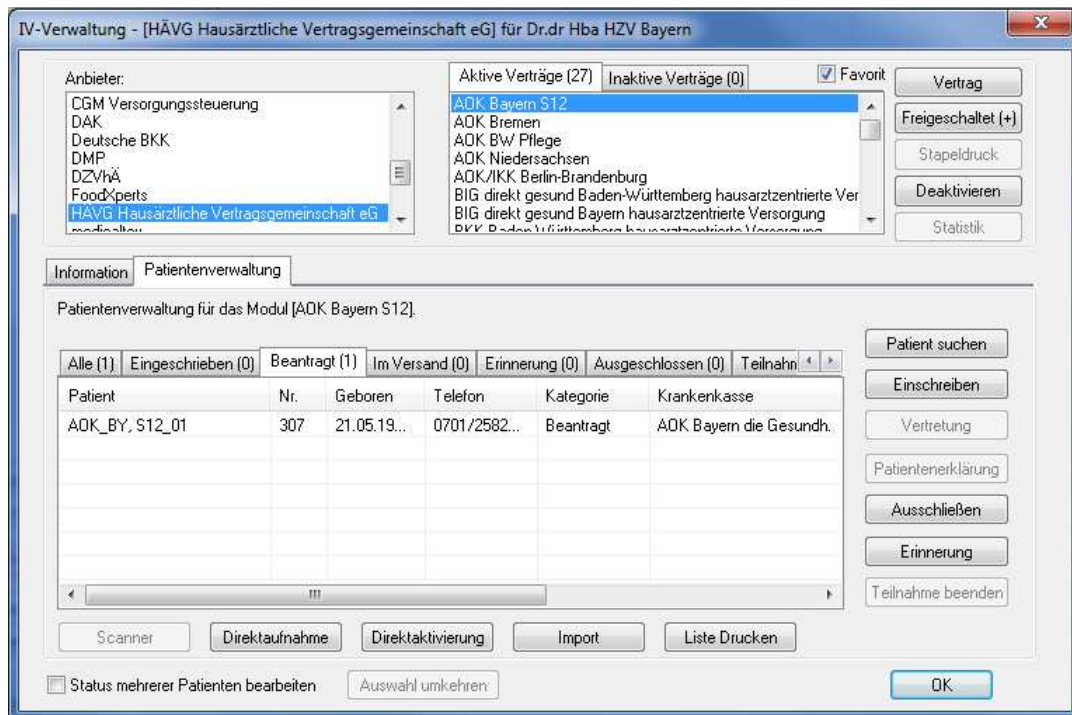 IV-Verwaltung - [HÄVG Hausärztliche Vertragsgemeinschaft eG] für Dr.dr Hba HZV Bayern
Anbieter:
CGM Versorgungssteuerung
DAK
Deutsche BKK
DMP
DZVhÄ
FoodXperts
HÄVG Hausärztliche Vertragsgemeinschaft eG
Aktive Verträge (27) Inaktive Verträge (0) Favorit
AOK Bayern S12
AOK Bremen
AOK BW Pflege
AOK Niedersachsen
AOK/IKK Berlin-Brandenburg
BIG direkt gesund Baden-Württemberg hausarztzentrierte Ver
BIG direkt gesund Bayern hausarztzentrierte Versorgung
BKK Baden Württemberg hausarztzentrierte Versorgung
Vertrag
Freigeschaltet (+)
Stapeldruck
Deaktivieren
Statistik
Information Patientenverwaltung
Patientenverwaltung für das Modul [AOK Bayern S12].
Alle (1) Eingeschrieben (0) Beantragt (1) Im Versand (0) Erinnerung (0) Ausgeschlossen (0) Teilnahn
Patient Nr. Geboren Telefon Kategorie Krankenkasse
AOK_BY, S12_01 307 21.05.19... 0701/2582... Beantragt AOK Bayern die Gesundh.
Patient suchen
Einschreiben
Vertretung
Patientenerklärung
Ausschließen
Erinnerung
Teilnahme beenden
Scanner Direktaufnahme Direktaktivierung Import Liste Drucken
Status mehrerer Patienten bearbeiten Auswahl umkehren OK